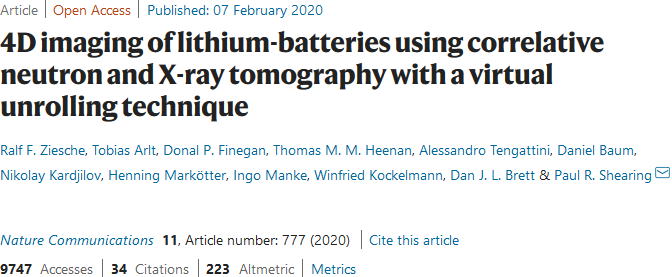 Article | Open Access | Published: 07 February 2020
4D imaging of lithium-batteries using correlative
neutron and X-ray tomography with a virtual
unrolling technique
Ralf F. Ziesche, Tobias Arlt, Donal P. Finegan, Thomas M. M. Heenan, Alessandro Tengattini, Daniel Baum,
Nikolay Kardjilov, Henning Markötter, Ingo Manke, Winfried Kockelmann, Dan J. L. Brett & Paul R. Shearing
Nature Communications 11, Article number: 777 (2020) | Cite this article
9747 Accesses | 34 Citations | 223 Altmetric | Metrics